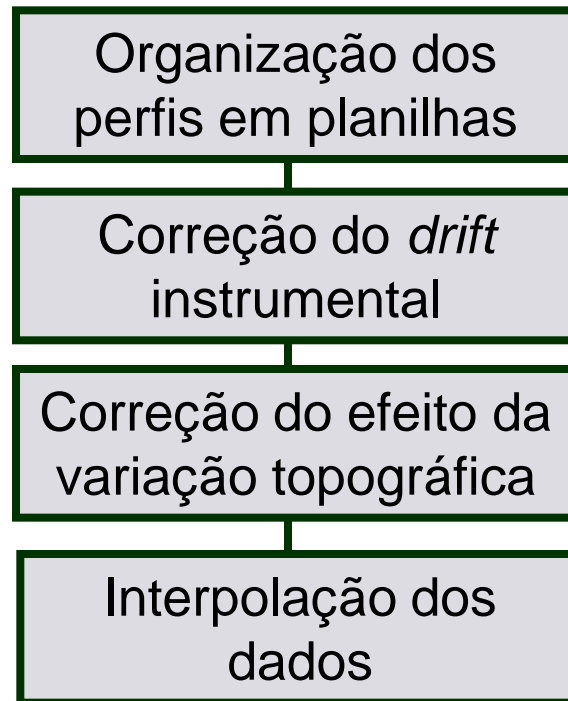 Organização dos
perfis em planilhas
Correção do drift
instrumental
Correção do efeito da
variação topográfica
Interpolação dos
dados